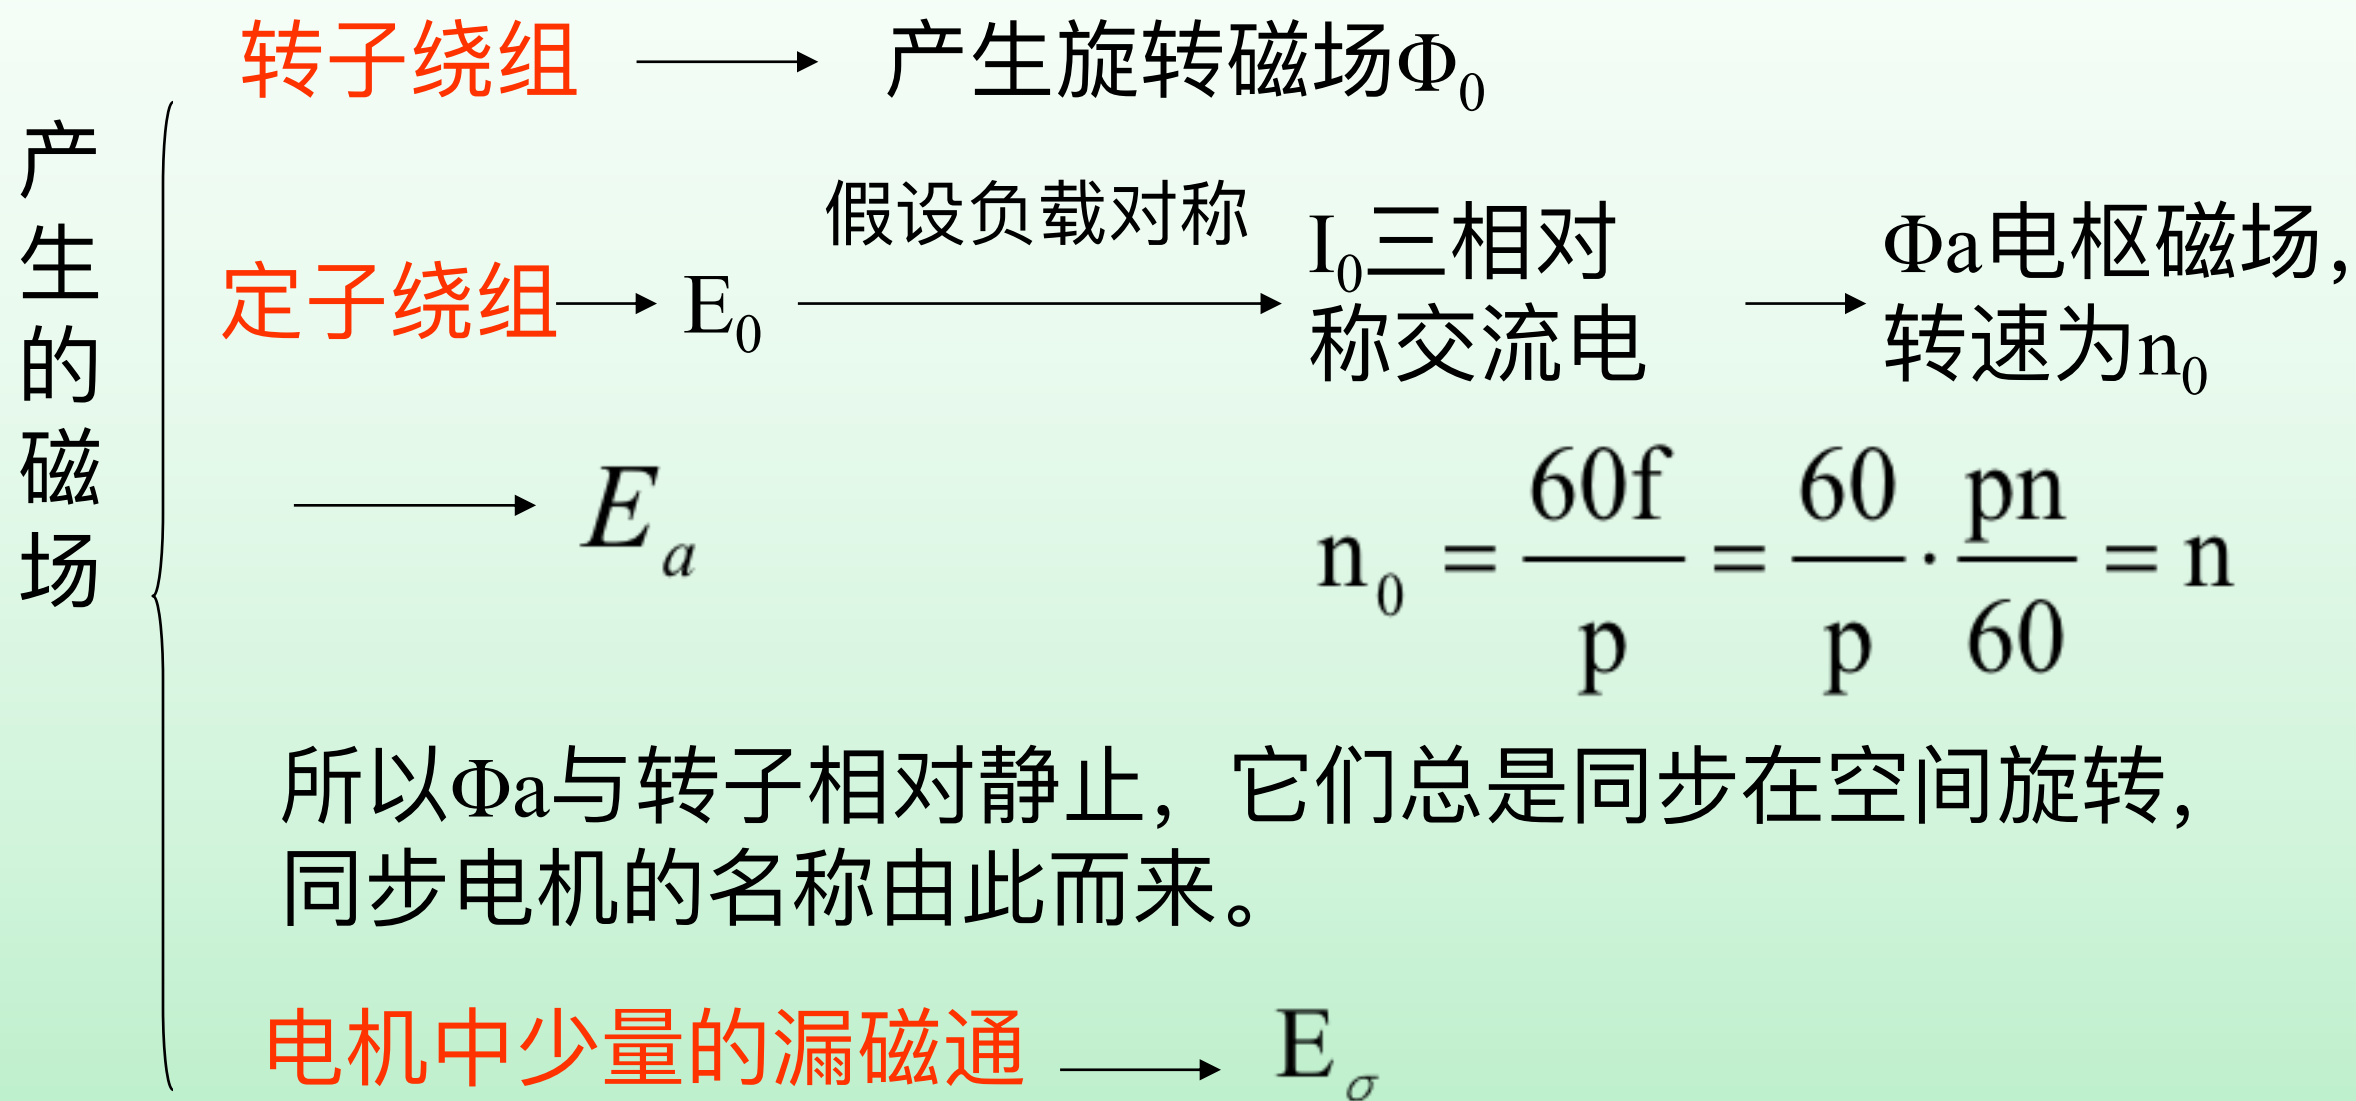 产生的磁场
转子绕组 → 产生旋转磁场Φ₀
假设负载对称
定子绕组 → E₀ → I₀三相对称交流电 → Φa电枢磁场,转速为n₀
→ E_a
n₀ = 60f/p = 60/p · pn/60 = n
所以Φa与转子相对静止，它们总是同步在空间旋转,
同步电机的名称由此而来。
电机中少量的漏磁通 → E_σ